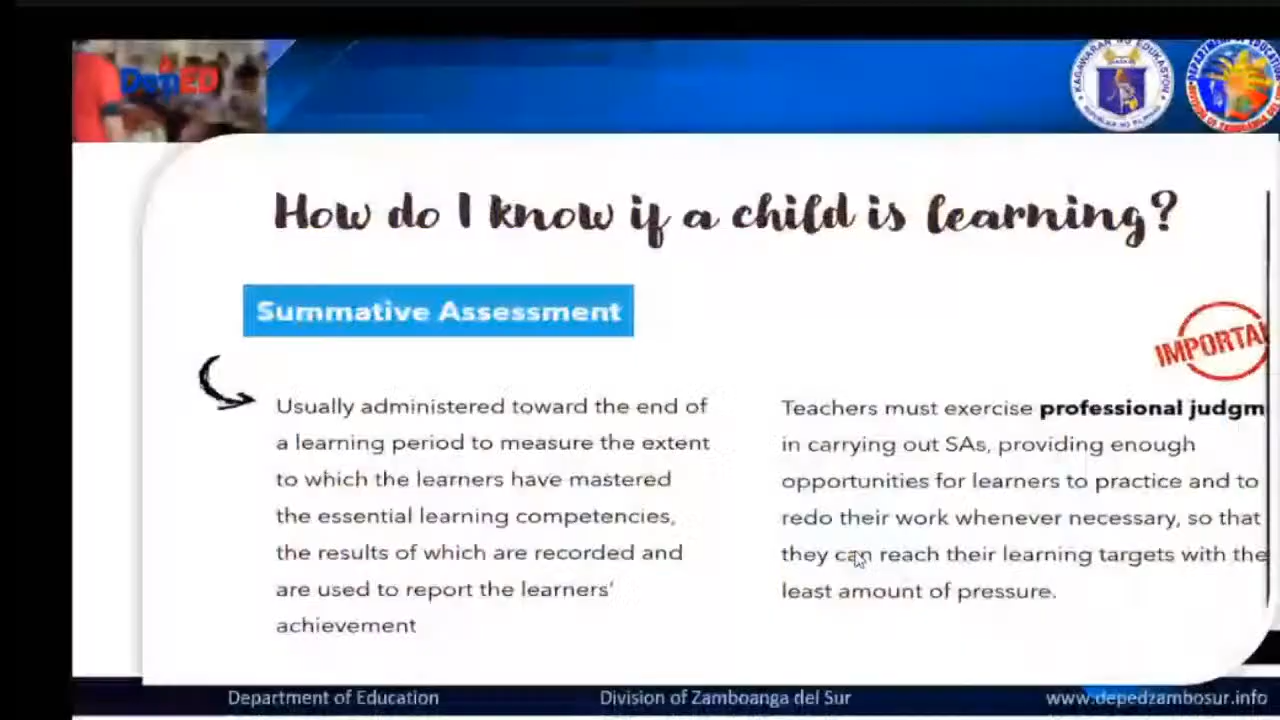 DepED
KAGAWARAN NG EDUKASYON
How do I know if a child is learning?
Summative Assessment
IMPORTA
Usually administered toward the end of
a learning period to measure the extent
to which the learners have mastered
the essential learning competencies,
the results of which are recorded and
are used to report the learners'
achievement
Teachers must exercise professional judgm
in carrying out SAs, providing enough
opportunities for learners to practice and to
redo their work whenever necessary, so that
they can reach their learning targets with the
least amount of pressure.
Department of Education
Division of Zamboanga del Sur
www.depedzambosur.info